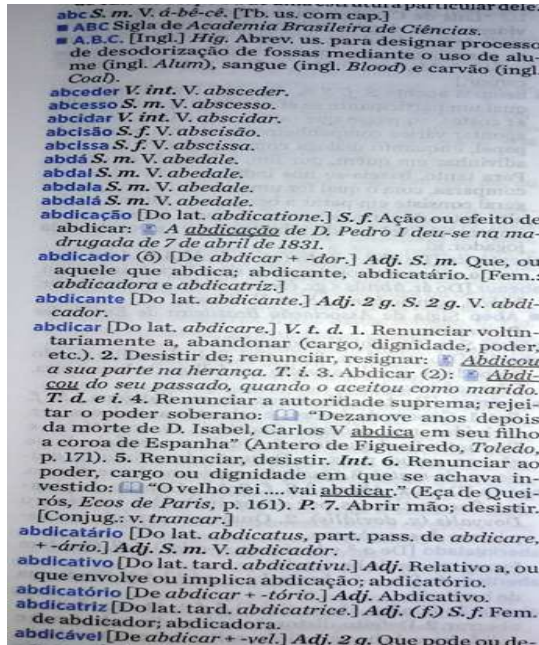 particular dele.
abc S. m. V. á-bê-cê. [Tb. us. com cap.]
■ ABC Sigla de Academia Brasileira de Ciências.
■ A.B.C. [Ingl.] Hig. Abrev. us. para designar processo
de desodorização de fossas mediante o uso de alu-
me (ingl. Alum), sangue (ingl. Blood) e carvão (ingl.
Coal).
abceder V. int. V. absceder.
abcesso S. m. V. abscesso.
abcidar V. int. V. abscidar.
abcisão S. f. V. abscisão.
abcissa S. f. V. abscissa.
abdá S. m. V. abedale.
abdal S. m. V. abedale.
abdala S. m. V. abedale.
abdalá S. m. V. abedale.
abdicação [Do lat. abdicatione.] S. f. Ação ou efeito de
abdicar: A abdicação de D. Pedro I deu-se na ma-
drugada de 7 de abril de 1831.
abdicador (ô) [De abdicar + -dor.] Adj. S. m. Que, ou
aquele que abdica; abdicante, abdicatário. [Fem.:
abdicadora e abdicatriz.]
abdicante [Do lat. abdicante.] Adj. 2 g. S. 2 g. V. abdi-
cador.
abdicar [Do lat. abdicare.] V. t. d. 1. Renunciar volun-
tariamente a, abandonar (cargo, dignidade, poder,
etc.). 2. Desistir de; renunciar, resignar: Abdicou
a sua parte na herança. T. i. 3. Abdicar (2): Abdi-
cou do seu passado, quando o aceitou como marido.
T. d. e i. 4. Renunciar a autoridade suprema; rejei-
tar o poder soberano: “Dezanove anos depois
da morte de D. Isabel, Carlos V abdica em seu filho
a coroa de Espanha” (Antero de Figueiredo, Toledo,
p. 171). 5. Renunciar, desistir. Int. 6. Renunciar ao
poder, cargo ou dignidade em que se achava in-
vestido: “O velho rei .... vai abdicar.” (Eça de Quei-
rós, Ecos de Paris, p. 161). P. 7. Abrir mão; desistir.
[Conjug.: v. trancar.]
abdicatário [Do lat. abdicatus, part. pass. de abdicare,
+ -ário.] Adj. S. m. V. abdicador.
abdicativo [Do lat. tard. abdicativu.] Adj. Relativo a, ou
que envolve ou implica abdicação; abdicatório.
abdicatório [De abdicar + -tório.] Adj. Abdicativo.
abdicatriz [Do lat. tard. abdicatrice.] Adj. (f.) S. f. Fem.
de abdicador; abdicadora.
abdicável [De abdicar + -vel.] Adj. 2 g. Que pode ou de-